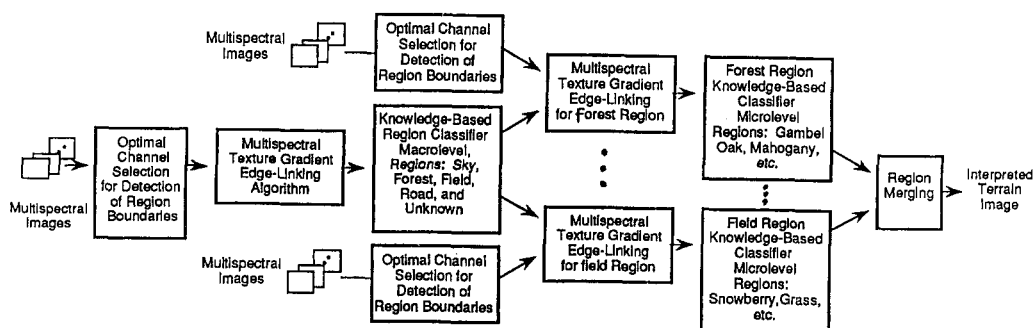 Multispectral
Images
Optimal Channel
Selection for
Detection of
Region Boundaries
Multispectral
Texture Gradient
Edge-Linking
for Forest Region
Forest Region
Knowledge-Based
Classifier
Microlevel
Regions: Gambel
Oak, Mahogany,
etc.
Multispectral Images
Optimal
Channel
Selection
for Detection
of Region
Boundaries
Multispectral
Texture Gradient
Edge-Linking
Algorithm
Knowledge-Based
Region Classifier
Macrolevel,
Regions: Sky,
Forest, Field,
Road, and
Unknown
Region
Merging
Interpreted
Terrain
Image
Multispectral
Images
Optimal Channel
Selection for
Detection of
Region Boundaries
Multispectral
Texture Gradient
Edge-Linking
for field Region
Field Region
Knowledge-Based
Classifier
Microlevel
Regions:
Snowberry,Grass,
etc.